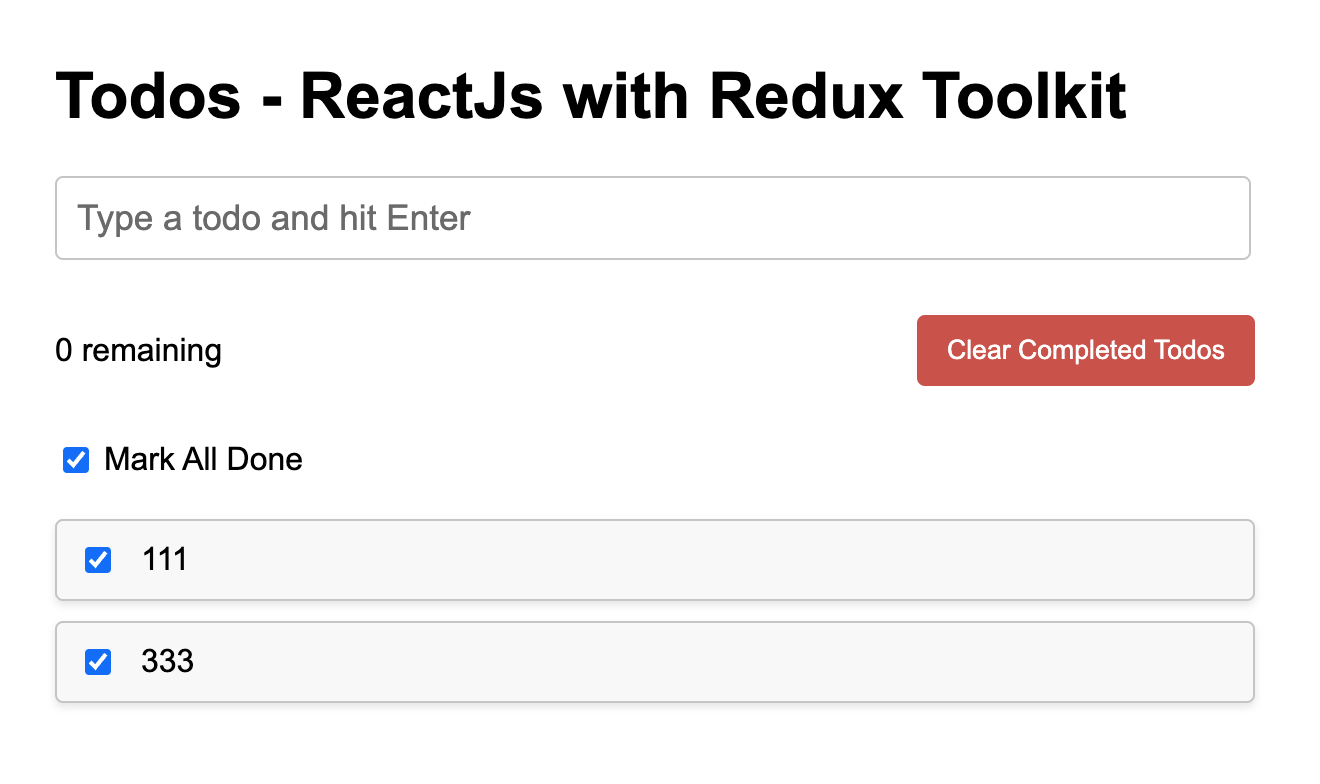 Todos - ReactJs with Redux Toolkit
Type a todo and hit Enter
0 remaining
Clear Completed Todos
Mark All Done
111
333